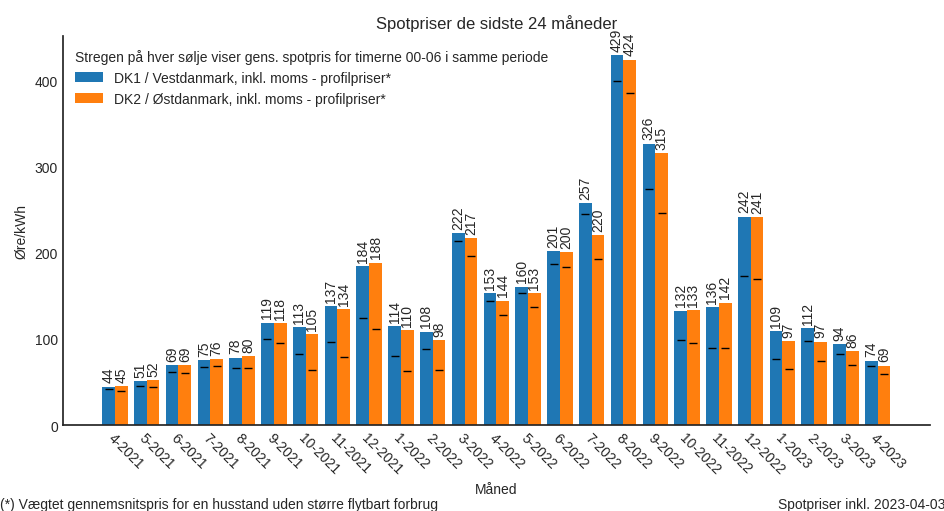 Spotpriser de sidste 24 måneder
Stregen på hver sølje viser gens. spotpris for timerne 00-06 i samme periode
DK1 / Vestdanmark, inkl. moms - profilpriser*
DK2 / Østdanmark, inkl. moms - profilpriser*
Øre/kWh
400
300
200
100
0
44 45 51 52 69 69 75 76 78 80 119 118 113 105 137 134 184 188 114 110 108 98 222 217 153 144 160 153 201 200 257 220 429 424 326 315 132 133 136 142 242 241 109 97 112 97 94 86 74 69
4-2021 5-2021 6-2021 7-2021 8-2021 9-2021 10-2021 11-2021 12-2021 1-2022 2-2022 3-2022 4-2022 5-2022 6-2022 7-2022 8-2022 9-2022 10-2022 11-2022 12-2022 1-2023 2-2023 3-2023 4-2023
Måned
(*) Vægtet gennemsnitspris for en husstand uden større flytbart forbrug
Spotpriser inkl. 2023-04-03